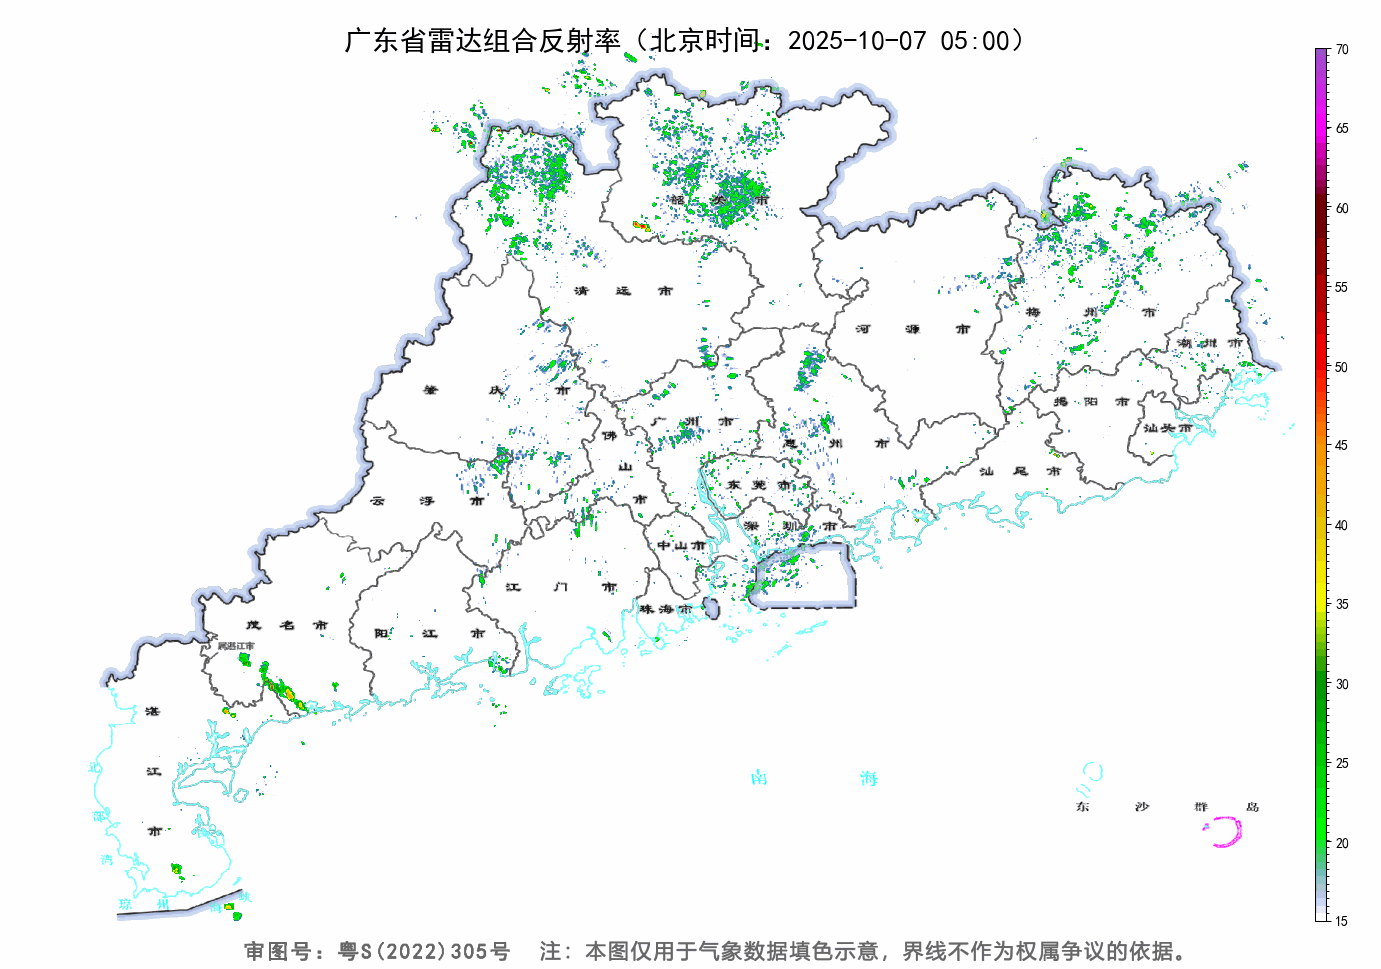 广东省雷达组合反射率（北京时间：2025-10-07 05:00）
70
65
60
55
50
45
40
35
30
25
20
15
韶 关 市
清 远 市
河 源 市
梅 州 市
潮 州 市
肇 庆 市
揭 阳 市
汕头市
广 州 市
佛 山 市
惠 州 市
汕 尾 市
云 浮 市
东 莞 市
深 圳 市
中山市
江 门 市
珠海市
茂 名 市
阳 江 市
属湛江市
湛 江 市
北 部 湾
南 海
东 沙 群 岛
琼 州 海 峡
审图号：粤S(2022)305号 注：本图仅用于气象数据填色示意，界线不作为权属争议的依据。